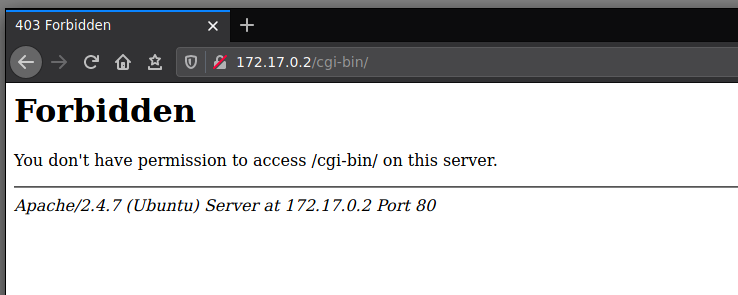 403 Forbidden
172.17.0.2/cgi-bin/
Forbidden
You don't have permission to access /cgi-bin/ on this server.
Apache/2.4.7 (Ubuntu) Server at 172.17.0.2 Port 80